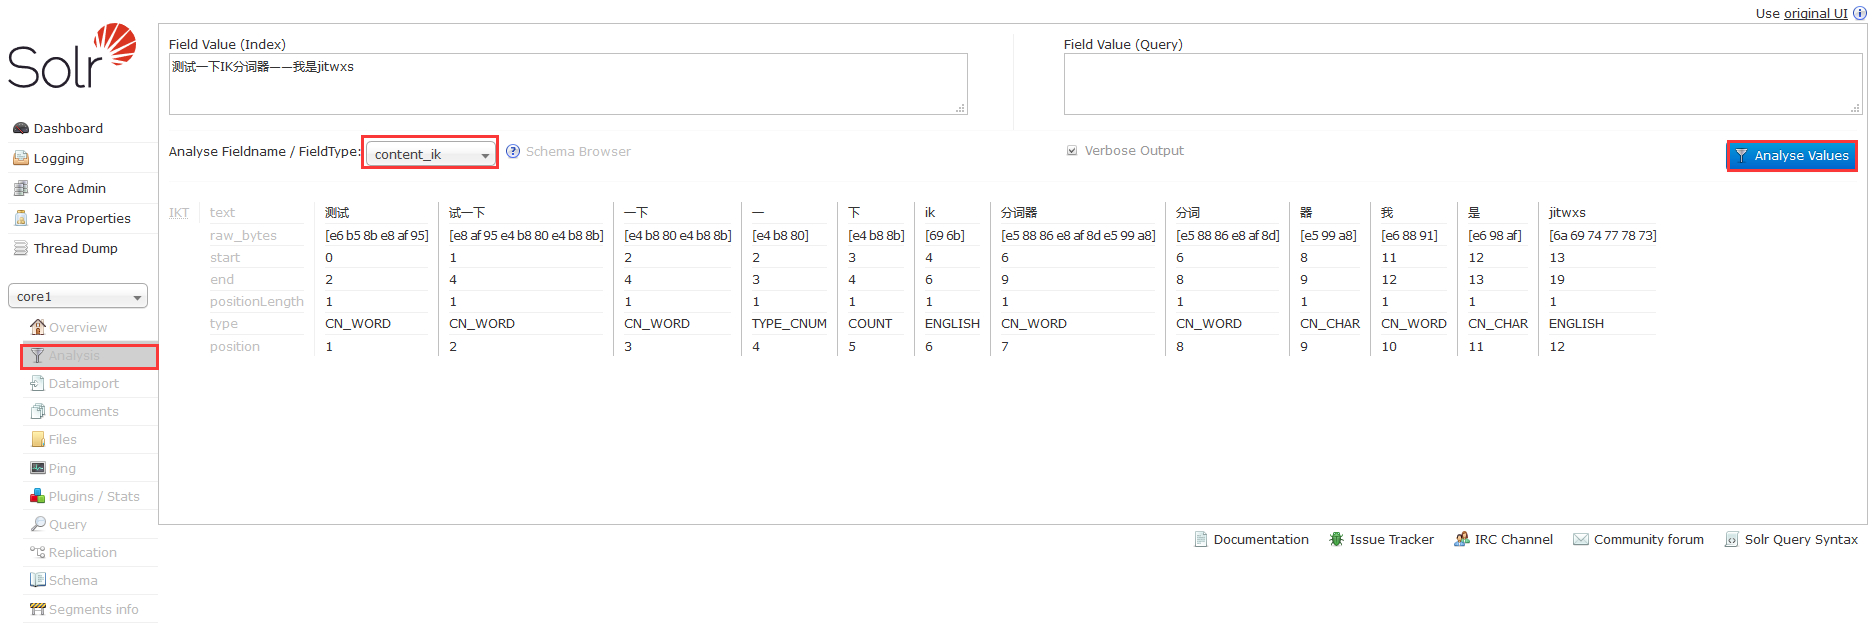 Use original UI
Solr
Field Value (Index)
Field Value (Query)
测试一下IK分词器——我是jitwxs
Dashboard
Logging
Core Admin
Java Properties
Thread Dump
Analyse Fieldname / FieldType: content_ik Schema Browser
Verbose Output
Analyse Values
IKT text 测试 试一下 一下 一 下 ik 分词器 分词 器 我 是 jitwxs
raw_bytes [e6 b5 8b e8 af 95] [e8 af 95 e4 b8 80 e4 b8 8b] [e4 b8 80 e4 b8 8b] [e4 b8 80] [e4 b8 8b] [69 6b] [e5 88 86 e8 af 8d e5 99 a8] [e5 88 86 e8 af 8d] [e5 99 a8] [e6 88 91] [e6 98 af] [6a 69 74 77 78 73]
start 0 1 2 2 3 4 6 6 8 11 12 13
end 2 4 4 3 4 6 9 8 9 12 13 19
positionLength 1 1 1 1 1 1 1 1 1 1 1 1
type CN_WORD CN_WORD CN_WORD TYPE_CNUM COUNT ENGLISH CN_WORD CN_WORD CN_CHAR CN_WORD CN_CHAR ENGLISH
position 1 2 3 4 5 6 7 8 9 10 11 12
core1
Overview
Analysis
Dataimport
Documents
Files
Ping
Plugins / Stats
Query
Replication
Schema
Segments info
Documentation Issue Tracker IRC Channel Community forum Solr Query Syntax